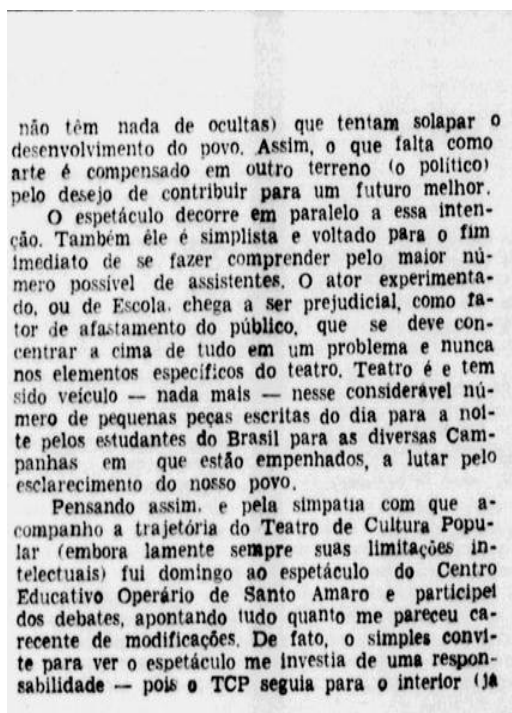 não têm nada de ocultas) que tentam solapar o
desenvolvimento do povo. Assim, o que falta como
arte é compensado em outro terreno (o político)
pelo desejo de contribuir para um futuro melhor.
O espetáculo decorre em paralelo a essa inten-
ção. Também êle é simplista e voltado para o fim
imediato de se fazer comprender pelo maior nú-
mero possível de assistentes. O ator experimenta-
do, ou de Escola. chega a ser prejudicial, como fa-
tor de afastamento do público, que se deve con-
centrar a cima de tudo em um problema e nunca
nos elementos específicos do teatro. Teatro é e tem
sido veículo — nada mais — nesse considerável nú-
mero de pequenas peças escritas do dia para a noi-
te pelos estudantes do Brasil para as diversas Cam-
panhas em que estão empenhados, a lutar pelo
esclarecimento do nosso povo.
Pensando assim. e pela simpatia com que a-
companho a trajetória do Teatro de Cultura Popu-
lar (embora lamente sempre suas limitações in-
telectuais) fui domingo ao espetáculo do Centro
Educativo Operário de Santo Amaro e participei
dos debates, apontando tudo quanto me pareceu ca-
recente de modificações. De fato, o simples convi-
te para ver o espetáculo me investia de uma respon-
sabilidade — pois o TCP seguia para o interior (já